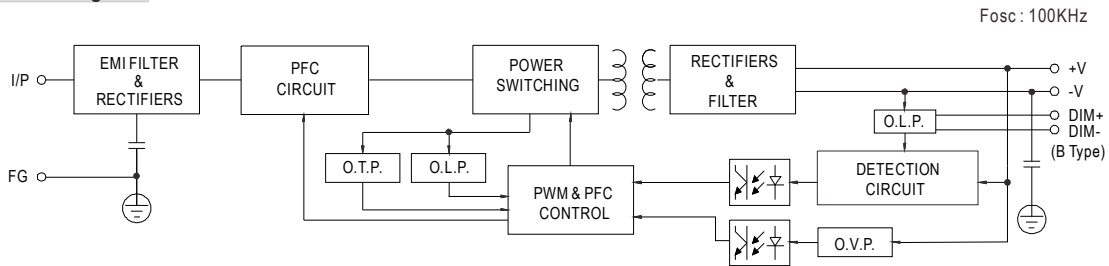 Fosc : 100KHz
I/P
EMI FILTER
&
RECTIFIERS
PFC
CIRCUIT
POWER
SWITCHING
RECTIFIERS
&
FILTER
+V
-V
DIM+
DIM-
(B Type)
O.L.P.
O.T.P.
O.L.P.
DETECTION
CIRCUIT
FG
PWM & PFC
CONTROL
O.V.P.